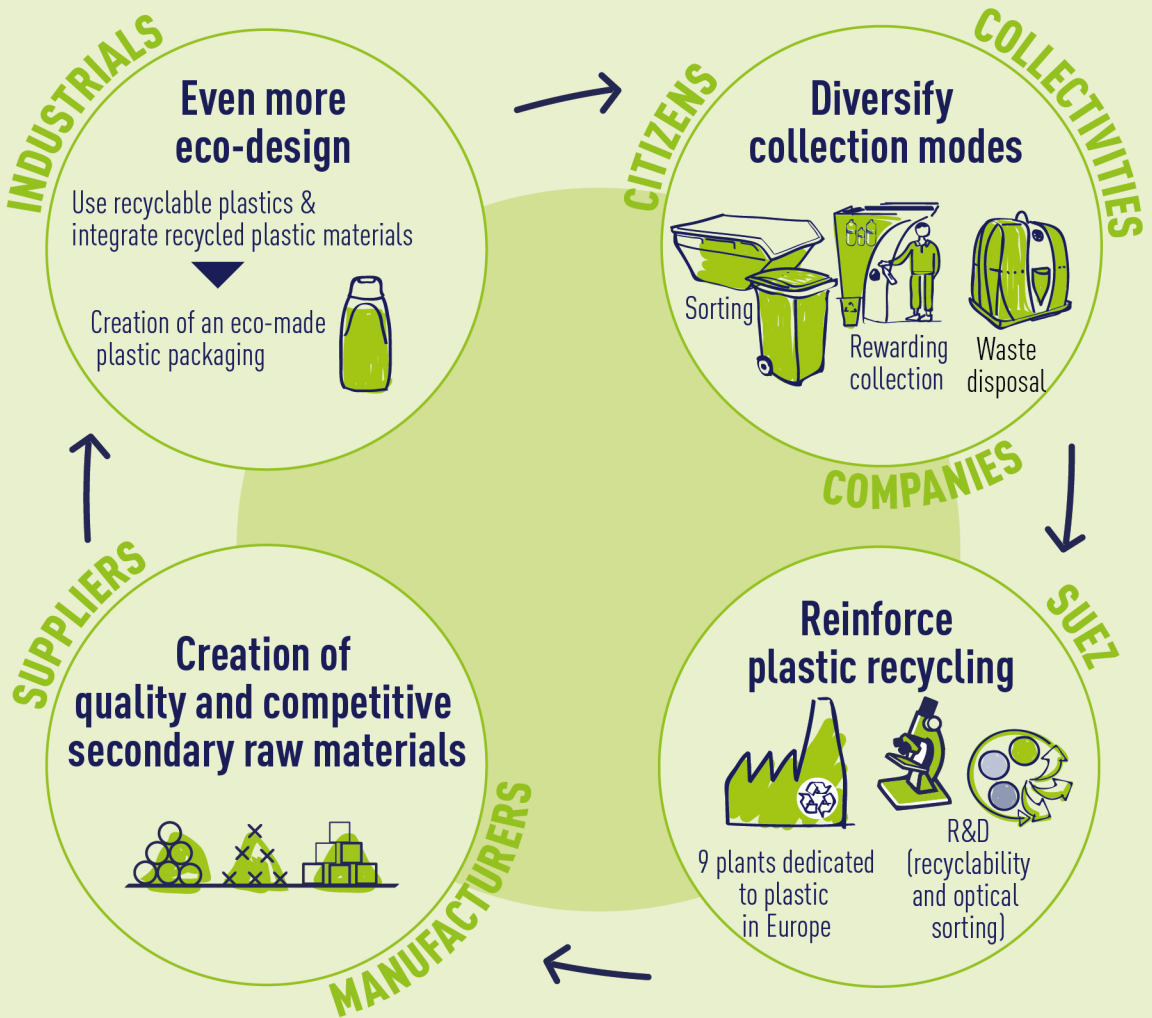 INDUSTRIALS
Even more
eco-design
Use recyclable plastics &
integrate recycled plastic materials
Creation of an eco-made
plastic packaging
CITIZENS
COLLECTIVITIES
Diversify
collection modes
Sorting
Rewarding
collection
Waste
disposal
COMPANIES
SUEZ
Reinforce
plastic recycling
9 plants dedicated
to plastic
in Europe
R&D
(recyclability
and optical
sorting)
SUPPLIERS
Creation of
quality and competitive
secondary raw materials
MANUFACTURERS